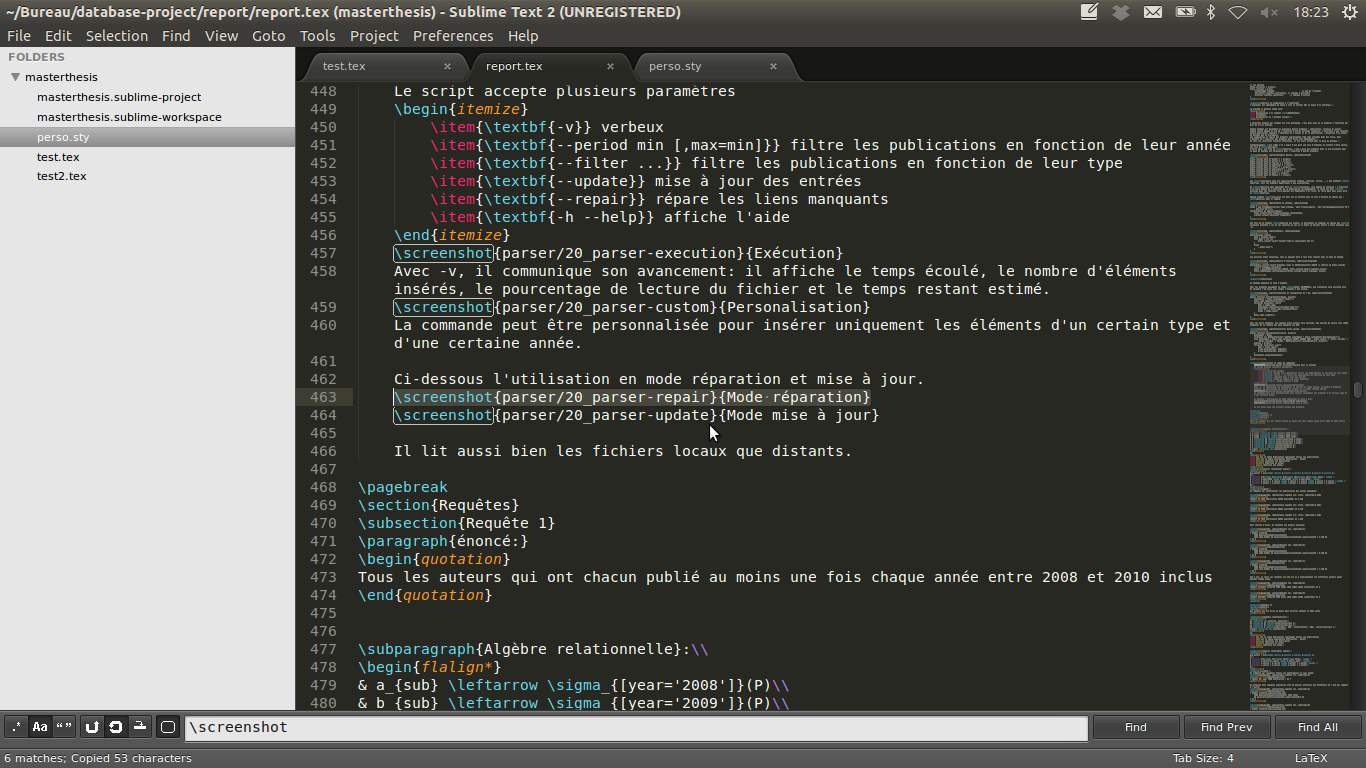 ~/Bureau/database-project/report/report.tex (masterthesis) - Sublime Text 2 (UNREGISTERED)
18:23
File Edit Selection Find View Goto Tools Project Preferences Help
FOLDERS
masterthesis
masterthesis.sublime-project
masterthesis.sublime-workspace
perso.sty
test.tex
test2.tex
test.tex × report.tex × perso.sty ×
448 Le script accepte plusieurs paramètres
449 \begin{itemize}
450 \item{\textbf{-v}} verbeux
451 \item{\textbf{--period min [,max=min]}} filtre les publications en fonction de leur année
452 \item{\textbf{--filter ...}} filtre les publications en fonction de leur type
453 \item{\textbf{--update}} mise à jour des entrées
454 \item{\textbf{--repair}} répare les liens manquants
455 \item{\textbf{-h --help}} affiche l'aide
456 \end{itemize}
457 \screenshot{parser/20_parser-execution}{Exécution}
458 Avec -v, il communique son avancement: il affiche le temps écoulé, le nombre d'éléments
insérés, le pourcentage de lecture du fichier et le temps restant estimé.
459 \screenshot{parser/20_parser-custom}{Personalisation}
460 La commande peut être personnalisée pour insérer uniquement les éléments d'un certain type et
d'une certaine année.
461
462 Ci-dessous l'utilisation en mode réparation et mise à jour.
463 \screenshot{parser/20_parser-repair}{Mode réparation}
464 \screenshot{parser/20_parser-update}{Mode mise à jour}
465
466 Il lit aussi bien les fichiers locaux que distants.
467
468 \pagebreak
469 \section{Requêtes}
470 \subsection{Requête 1}
471 \paragraph{énoncé:}
472 \begin{quotation}
473 Tous les auteurs qui ont chacun publié au moins une fois chaque année entre 2008 et 2010 inclus
474 \end{quotation}
475
476
477 \subparagraph{Algèbre relationnelle}:\\
478 \begin{flalign*}
479 & a_{sub} \leftarrow \sigma_{[year='2008']}(P)\\
480 & b_{sub} \leftarrow \sigma_{[year='2009']}(P)\\
.* Aa “ ” \screenshot Find Find Prev Find All
6 matches; Copied 53 characters Tab Size: 4 LaTeX